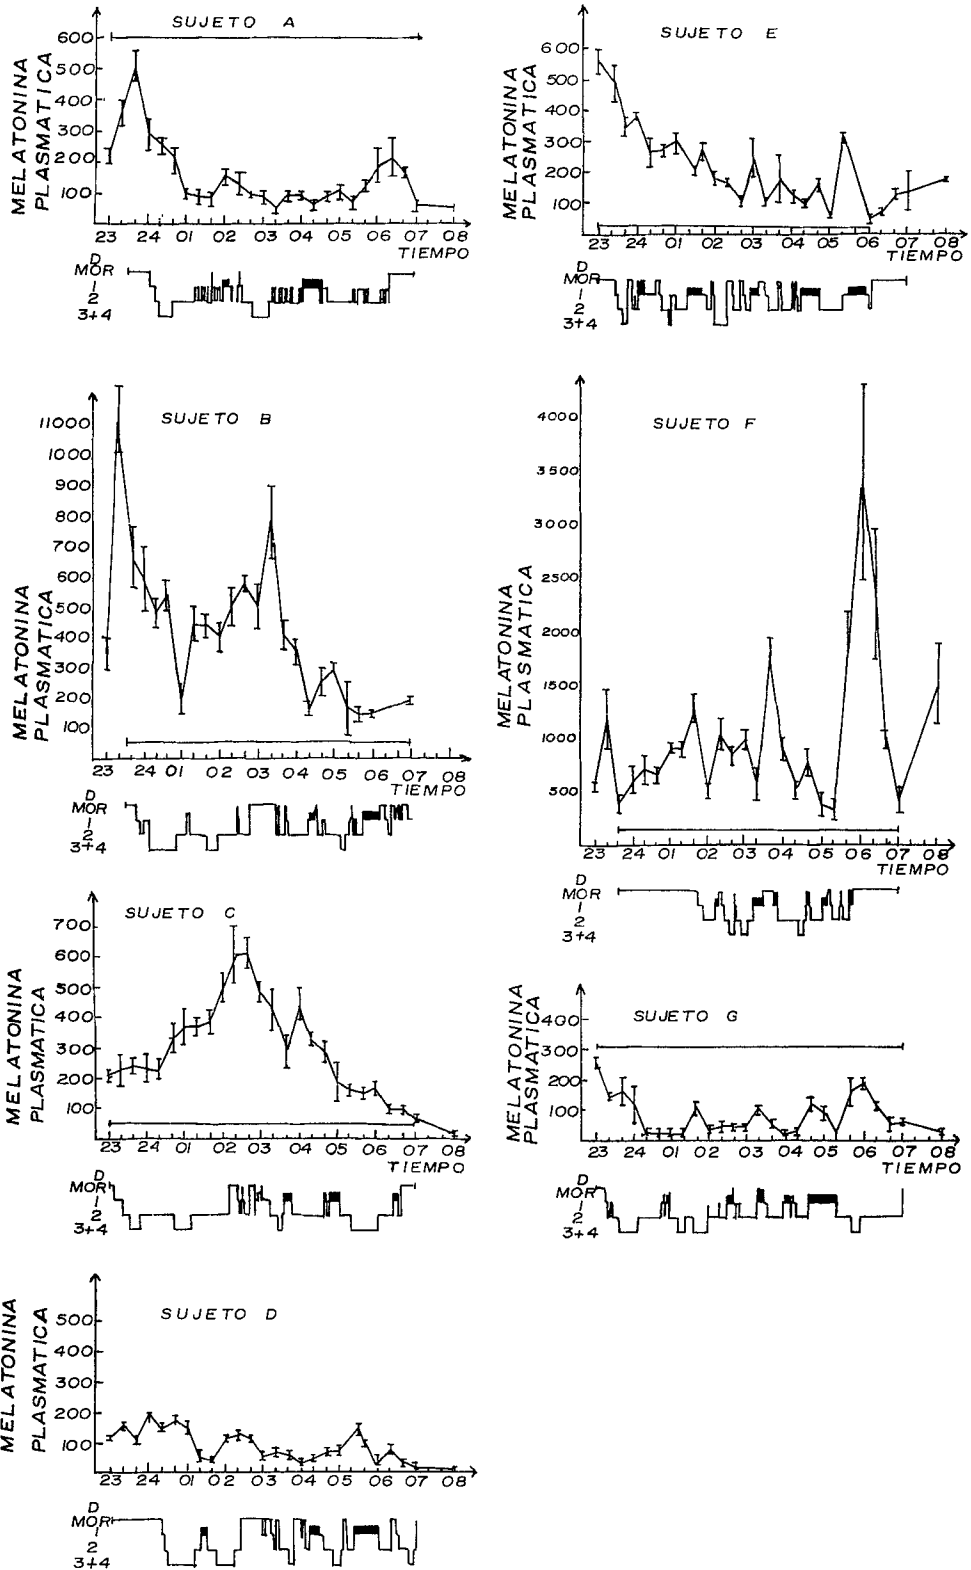 SUJETO A
MELATONINA
PLASMATICA
600
500
400
300
200
100
23 24 01 02 03 04 05 06 07 08
TIEMPO
D
MOR
1
2
3+4
SUJETO E
MELATONINA
PLASMATICA
600
500
400
300
200
100
23 24 01 02 03 04 05 06 07 08
TIEMPO
D
MOR
1
2
3+4
SUJETO B
MELATONINA
PLASMATICA
11000
1000
900
800
700
600
500
400
300
200
100
23 24 01 02 03 04 05 06 07 08
TIEMPO
D
MOR
1
2
3+4
SUJETO F
MELATONINA
PLASMATICA
4000
3500
3000
2500
2000
1500
1000
500
23 24 01 02 03 04 05 06 07 08
TIEMPO
D
MOR
1
2
3+4
SUJETO C
MELATONINA
PLASMATICA
700
600
500
400
300
200
100
23 24 01 02 03 04 05 06 07 08
TIEMPO
D
MOR
1
2
3+4
SUJETO G
MELATONINA
PLASMATICA
400
300
200
100
23 24 01 02 03 04 05 06 07 08
TIEMPO
D
MOR
1
2
3+4
SUJETO D
MELATONINA
PLASMATICA
500
400
300
200
100
23 24 01 02 03 04 05 06 07 08
D
MOR
1
2
3+4